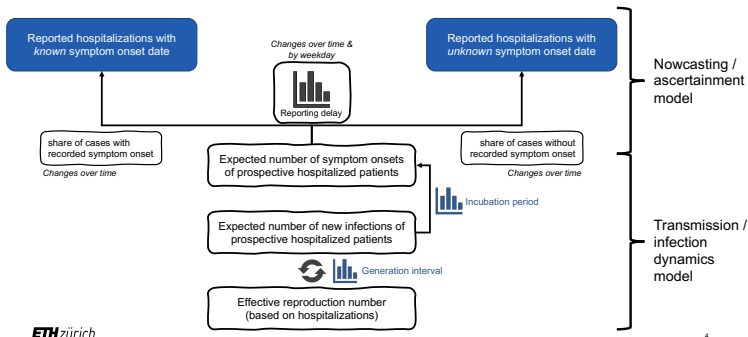 Reported hospitalizations with
known symptom onset date
Changes over time &
by weekday
Reporting delay
Reported hospitalizations with
unknown symptom onset date
Nowcasting /
ascertainment
model
share of cases with
recorded symptom onset
Changes over time
share of cases without
recorded symptom onset
Changes over time
Expected number of symptom onsets
of prospective hospitalized patients
Incubation period
Expected number of new infections of
prospective hospitalized patients
Generation interval
Effective reproduction number
(based on hospitalizations)
Transmission /
infection
dynamics
model
ETH zürich
4